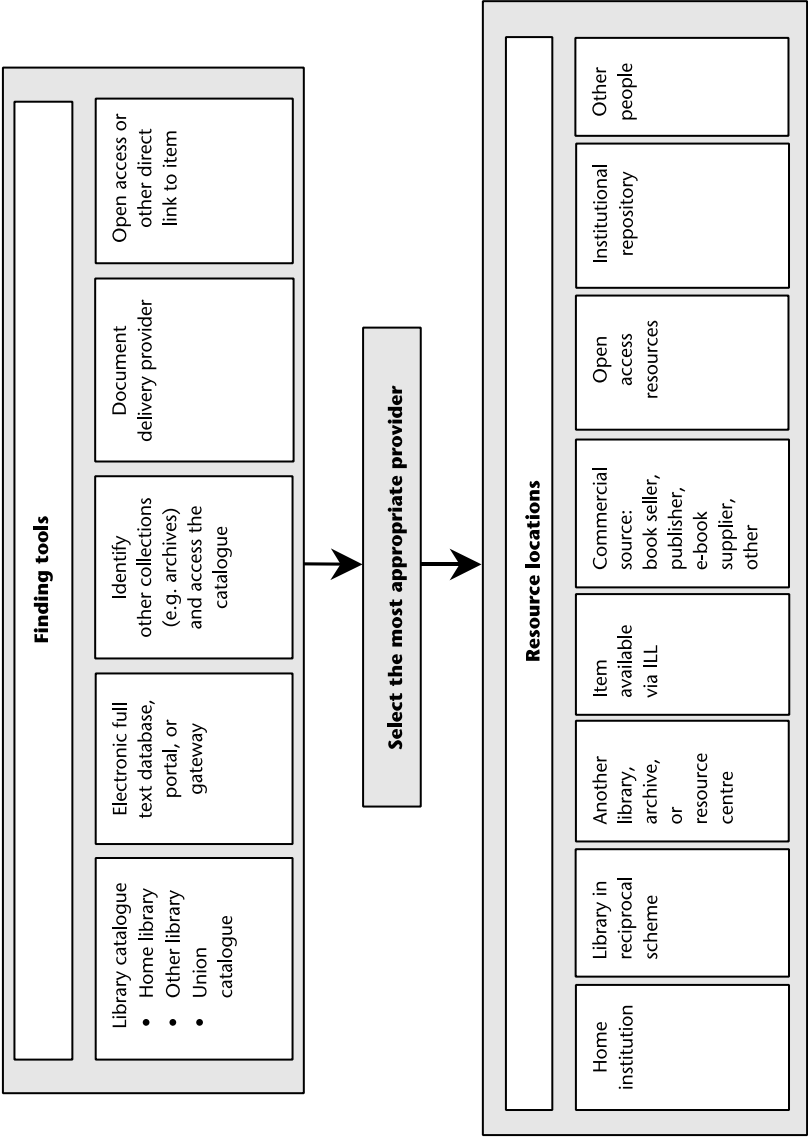 Finding tools
Library catalogue
• Home library
• Other library
• Union
catalogue
Electronic full
text database,
portal, or
gateway
Identify
other collections
(e.g. archives)
and access the
catalogue
Document
delivery provider
Open access or
other direct
link to item
Select the most appropriate provider
Resource locations
Home
institution
Library in
reciprocal
scheme
Another
library,
archive,
or
resource
centre
Item
available
via ILL
Commercial
source:
book seller,
publisher,
e-book
supplier,
other
Open
access
resources
Institutional
repository
Other
people